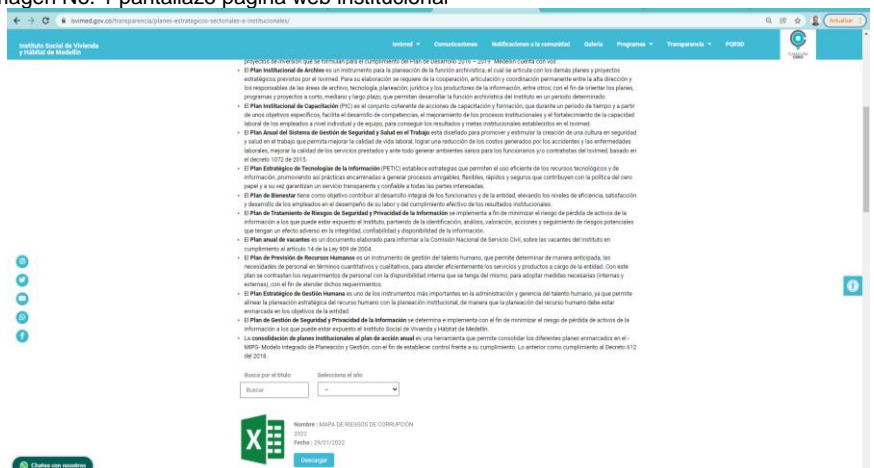 magen No. 1 pantallazo página web institucional
isvimed.gov.co/transparencia/planes-estrategicos-sectoriales-e-institucionales/
Actualizar
Instituto Social de Vivienda
y Hábitat de Medellín
Isvimed
Comunicaciones
Notificaciones a la comunidad
Galería
Programas
Transparencia
PQRSD
proyectos de inversión que se formulan para el cumplimiento del Plan de Desarrollo 2016 – 2019 "Medellín cuenta con vos
• El Plan Institucional de Archivo es un instrumento para la planeación de la función archivística, el cual se articula con los demás planes y proyectos
estratégicos previstos por el Isvimed. Para su elaboración se requiere de la cooperación, articulación y coordinación permanente entre la alta dirección y
los responsables de las áreas de archivo, tecnología, planeación, jurídica y los productores de la información, entre otros; con el fin de orientar los planes,
programas y proyectos a corto, mediano y largo plazo, que permitan desarrollar la función archivística del Instituto en un periodo determinado.
• El Plan Institucional de Capacitación (PIC) es el conjunto coherente de acciones de capacitación y formación, que durante un periodo de tiempo y a partir
de unos objetivos específicos, facilita el desarrollo de competencias, el mejoramiento de los procesos institucionales y el fortalecimiento de la capacidad
laboral de los empleados a nivel individual y de equipo, para conseguir los resultados y metas institucionales establecidos en el Isvimed.
• El Plan Anual del Sistema de Gestión de Seguridad y Salud en el Trabajo está diseñado para promover y estimular la creación de una cultura en seguridad
y salud en el trabajo que permita mejorar la calidad de vida laboral, lograr una reducción de los costos generados por los accidentes y las enfermedades
laborales, mejorar la calidad de los servicios prestados y ante todo generar ambientes sanos para los funcionarios y/o contratistas del Isvimed, basado en
el decreto 1072 de 2015.
• El Plan Estratégico de Tecnologías de la Información (PETIC) establece estrategias que permiten el uso eficiente de los recursos tecnológicos y de
información, promoviendo así prácticas encaminadas a generar procesos amigables, flexibles, rápidos y seguros que contribuyen con la política del cero
papel y a su vez garantizan un servicio transparente y confiable a todas las partes interesadas.
• El Plan de Bienestar tiene como objetivo contribuir al desarrollo integral de los funcionarios y de la entidad, elevando los niveles de eficiencia, satisfacción
y desarrollo de los empleados en el desempeño de su labor y del cumplimiento efectivo de los resultados institucionales.
• El Plan de Tratamiento de Riesgos de Seguridad y Privacidad de la Información se implementa a fin de minimizar el riesgo de pérdida de activos de la
información a los que puede estar expuesto el Instituto, partiendo de la identificación, análisis, valoración, acciones y seguimiento de riesgos potenciales
que tengan un efecto adverso en la integridad, confiabilidad y disponibilidad de la información.
• El Plan anual de vacantes es un documento elaborado para informar a la Comisión Nacional de Servicio Civil, sobre las vacantes del instituto en
cumplimiento al artículo 14 de la Ley 909 de 2004.
• El Plan de Previsión de Recursos Humanos es un instrumento de gestión del talento humano, que permite determinar de manera anticipada, las
necesidades de personal en términos cuantitativos y cualitativos, para atender eficientemente los servicios y productos a cargo de la entidad. Con este
plan se contrastan los requerimientos de personal con la disponibilidad interna que se tenga del mismo, para adoptar medidas necesarias (internas y
externas), con el fin de atender dichos requerimientos.
• El Plan Estratégico de Gestión Humana es uno de los instrumentos más importantes en la administración y gerencia del talento humano, ya que permite
alinear la planeación estratégica del recurso humano con la planeación institucional, de manera que la planeación del recurso humano debe estar
enmarcada en los objetivos de la entidad.
• El Plan de Gestión de Seguridad y Privacidad de la Información se determina e implementa con el fin de minimizar el riesgo de pérdida de activos de la
información a los que puede estar expuesto el Instituto Social de Vivienda y Hábitat de Medellín.
• La consolidación de planes institucionales al plan de acción anual es una herramienta que permite consolidar los diferentes planes enmarcados en el -
MIPG- Modelo Integrado de Planeación y Gestión, con el fin de establecer control frente a su cumplimiento. Lo anterior como cumplimiento al Decreto 612
del 2018.
Busca por el título
Selecciona el año
Buscar
--
Nombre : MAPA DE RIESGOS DE CORRUPCIÓN
2022
Fecha : 29/01/2022
Descargar
Chatea con nosotros